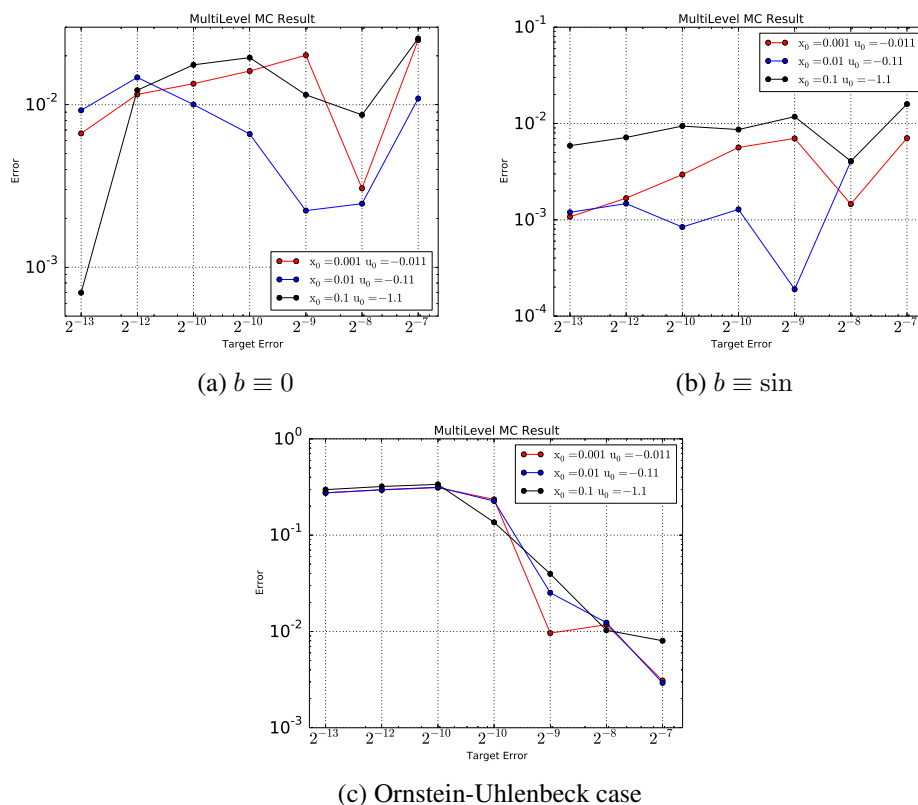 MultiLevel MC Result
10^{-2}
10^{-3}
Error
x_0 =0.001 u_0 =−0.011
x_0 =0.01 u_0 =−0.11
x_0 =0.1 u_0 =−1.1
2^{-13} 2^{-12} 2^{-10} 2^{-10} 2^{-9} 2^{-8} 2^{-7}
Target Error
(a) b ≡ 0
MultiLevel MC Result
10^{-1}
10^{-2}
10^{-3}
10^{-4}
Error
x_0 =0.001 u_0 =−0.011
x_0 =0.01 u_0 =−0.11
x_0 =0.1 u_0 =−1.1
2^{-13} 2^{-12} 2^{-10} 2^{-10} 2^{-9} 2^{-8} 2^{-7}
Target Error
(b) b ≡ sin
MultiLevel MC Result
10^{0}
10^{-1}
10^{-2}
10^{-3}
Error
x_0 =0.001 u_0 =−0.011
x_0 =0.01 u_0 =−0.11
x_0 =0.1 u_0 =−1.1
2^{-13} 2^{-12} 2^{-10} 2^{-10} 2^{-9} 2^{-8} 2^{-7}
Target Error
(c) Ornstein-Uhlenbeck case